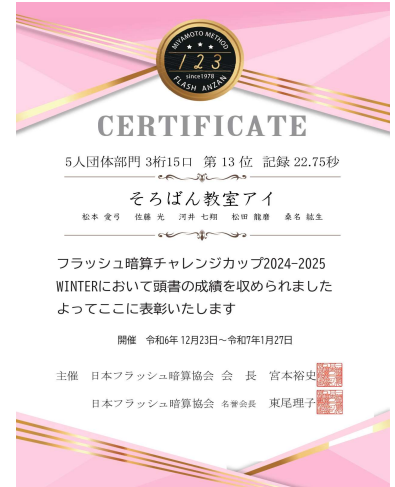 MIYAMOTO METHOD
123
since1978
FLASH ANZAN
CERTIFICATE
5人団体部門 3桁15口 第 13 位 記録 22.75秒
そろばん教室アイ
松本 愛弓 佐藤 光 河井 七翔 松田 龍磨 桑名 紘生
フラッシュ暗算チャレンジカップ2024-2025
WINTERにおいて頭書の成績を収められました
よってここに表彰いたします
開催 令和6年 12月23日～令和7年1月27日
主催 日本フラッシュ暗算協会 会 長 宮本裕史
日本フラッシュ暗算協会 名誉会長 東尾理子